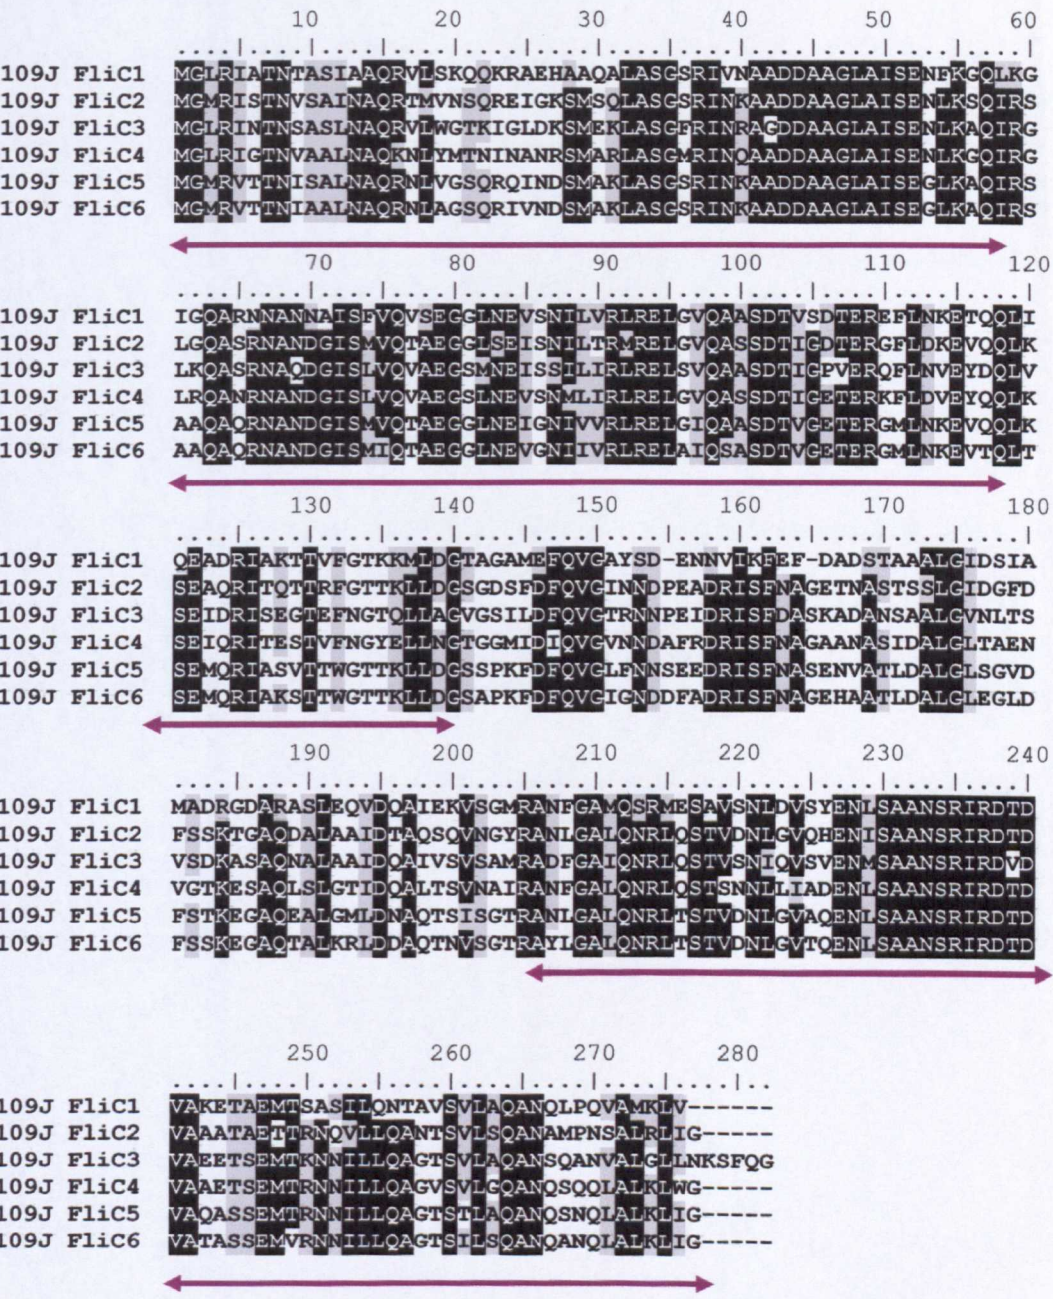 10 20 30 40 50 60
109J FliC1 MGLRIATNTASIAAQRVLSKQQKRAEHAAQALASGSRIVNAADDAAGLAISENFKGQLKG
109J FliC2 MGMRISTNVSAINAQRTMVNSQREIGKSMSQLASGSRINKAADDAAGLAISENLKSQIRS
109J FliC3 MGLRINTNSASLNAQRVLWGTKIGLDKSMEKLASGFRINRAGDDAAGLAISENLKAQIRG
109J FliC4 MGLRIGTNVAALNAQKNLYMTNINANRSMARLASGMRINQAADDAAGLAISENLKGQIRG
109J FliC5 MGMRVTTNISALNAQRNLVGSQRQINDSMAKLASGSRINKAADDAAGLAISEGLKAQIRS
109J FliC6 MGMRVTTNIAALNAQRNLAGSQRIVNDSMAKLASGSRINKAADDAAGLAISEGLKAQIRS
70 80 90 100 110 120
109J FliC1 IGQARNNANNAISFVQVSEGGLNEVSNILVRLRELGVQAASDTVSDTEREFLNKETQQLI
109J FliC2 LGQASRNANDGISMVQTAEGGLSEISNILTRMRELGVQASSDTIGDTERGFLDKEVQQLK
109J FliC3 LKQASRNAQDGISLVQVAEGSMNEISSILIRLRELSVQAASDTIGPVERQFLNVEYDQLV
109J FliC4 LRQANRNANDGISLVQVAEGSLNEVSNMLIRLRELGVQASSDTIGETERKFLDVEYQQLK
109J FliC5 AAQAQRNANDGISMVQTAEGGLNEIGNIVVRLRELGIQAASDTVGETERGMLNKEVQQLK
109J FliC6 AAQAQRNANDGISMIQTAEGGLNEVGNIIVRLRELAIQSASDTVGETERGMLNKEVTQLT
130 140 150 160 170 180
109J FliC1 QEADRIAKTTVFGTKKMLDGTAGAMEFQVGAYSD-ENNVIKFEF-DADSTAAALGIDSIA
109J FliC2 SEAQRITQTTRFGTTKLLDGSGDSFDFQVGINNDPEADRISFNAGETNASTSSLGIDGFD
109J FliC3 SEIDRISEGTEFNGTQLLAGVGSILDFQVGTRNNPEIDRISFDASKADANSAALGVNLTS
109J FliC4 SEIQRITESTVFNGYELLNGTGGMIDIQVGVNNDAFRDRISFNAGAANASIDALGLTAEN
109J FliC5 SEMQRIASVTTWGTTKLLDGSSPKFDFQVGLFNNSEEDRISFNASENVATLDALGLSGVD
109J FliC6 SEMQRIAKSTTWGTTKLLDGSAPKFDFQVGIGNDDFADRISFNAGEHAATLDALGLEGLD
190 200 210 220 230 240
109J FliC1 MADRGDARASLEQVDQAIEKVSGMRANFGAMQSRMESAVSNLDVSYENLSAANSRIRDTD
109J FliC2 FSSKTGAQDALAAIDTAQSQVNGYRANLGALQNRLQSTVDNLGVQHENISAANSRIRDTD
109J FliC3 VSDKASAQNALAAIDQAIVSVSAMRADFGAIQNRLQSTVSNIQVSVENMSAANSRIRDVD
109J FliC4 VGTKESAQLSLGTIDQALTSVNAIRANFGALQNRLQSTSNNLLIADENLSAANSRIRDTD
109J FliC5 FSTKEGAQEALGMLDNAQTSISGTRANLGALQNRLTSTVDNLGVAQENLSAANSRIRDTD
109J FliC6 FSSKEGAQTALKRLDDAQTNVSGTRAYLGALQNRLTSTVDNLGVTQENLSAANSRIRDTD
250 260 270 280
109J FliC1 VAKETAEMTSASILQNTAVSVLAQANQLPQVAMKLV------
109J FliC2 VAAATAETTRNQVLLQANTSVLSQANAMPNSALRLIG-----
109J FliC3 VAEETSEMTKNNILLQAGTSVLAQANSQANVALGLLNKSFQG
109J FliC4 VAAETSEMTRNNILLQAGVSVLGQANQSQQLALKLWG-----
109J FliC5 VAQASSEMTRNNILLQAGTSTLAQANQSNQLALKLIG-----
109J FliC6 VATASSEMVRNNILLQAGTSILSQANQANQLALKLIG-----